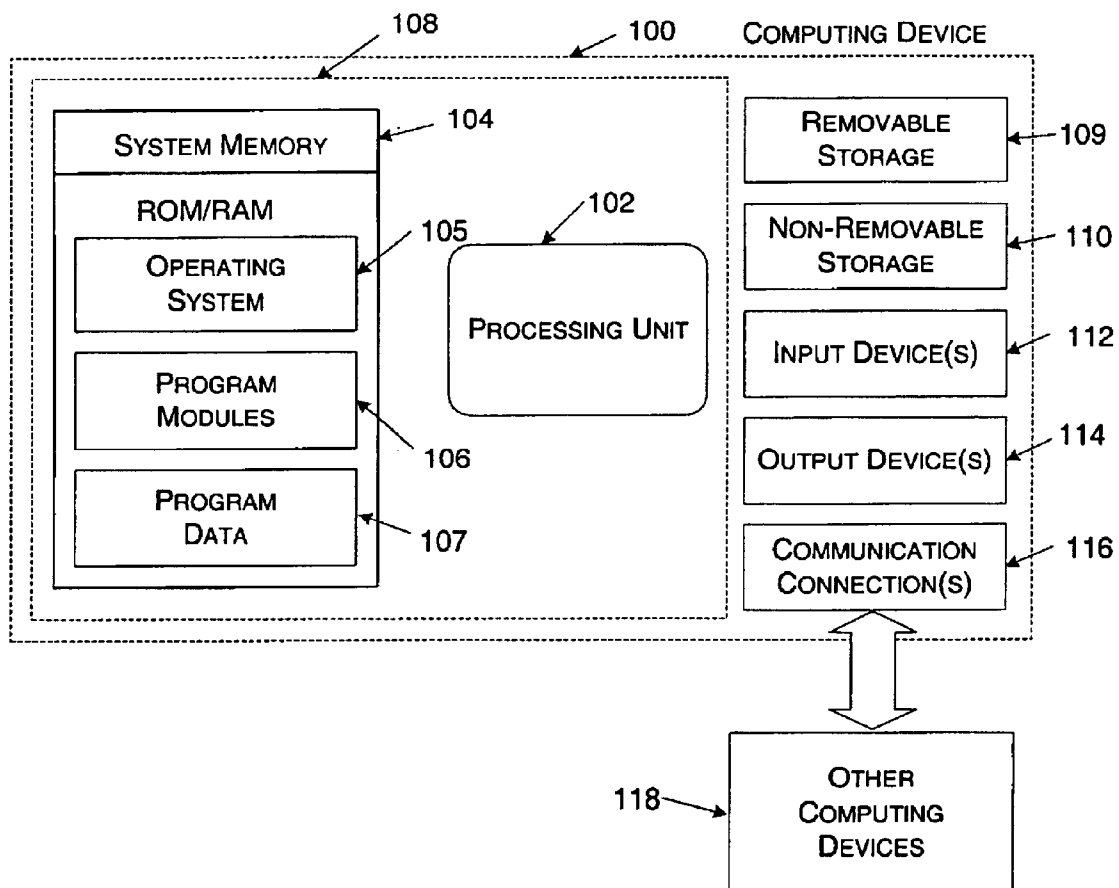 108
100
COMPUTING DEVICE
SYSTEM MEMORY
104
ROM/RAM
105
OPERATING
SYSTEM
PROGRAM
MODULES
106
PROGRAM
DATA
107
102
PROCESSING UNIT
REMOVABLE
STORAGE
109
NON-REMOVABLE
STORAGE
110
INPUT DEVICE(S)
112
OUTPUT DEVICE(S)
114
COMMUNICATION
CONNECTION(S)
116
118
OTHER
COMPUTING
DEVICES